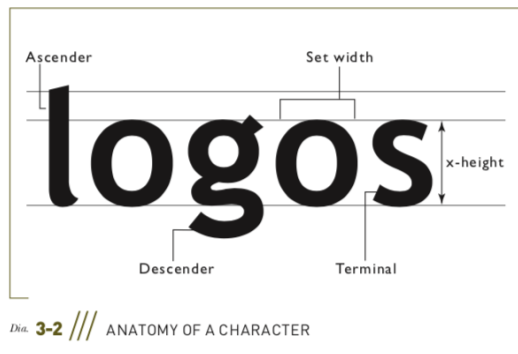 Ascender Set width
logos
x-height
Descender Terminal
Dia. 3-2 /// ANATOMY OF A CHARACTER